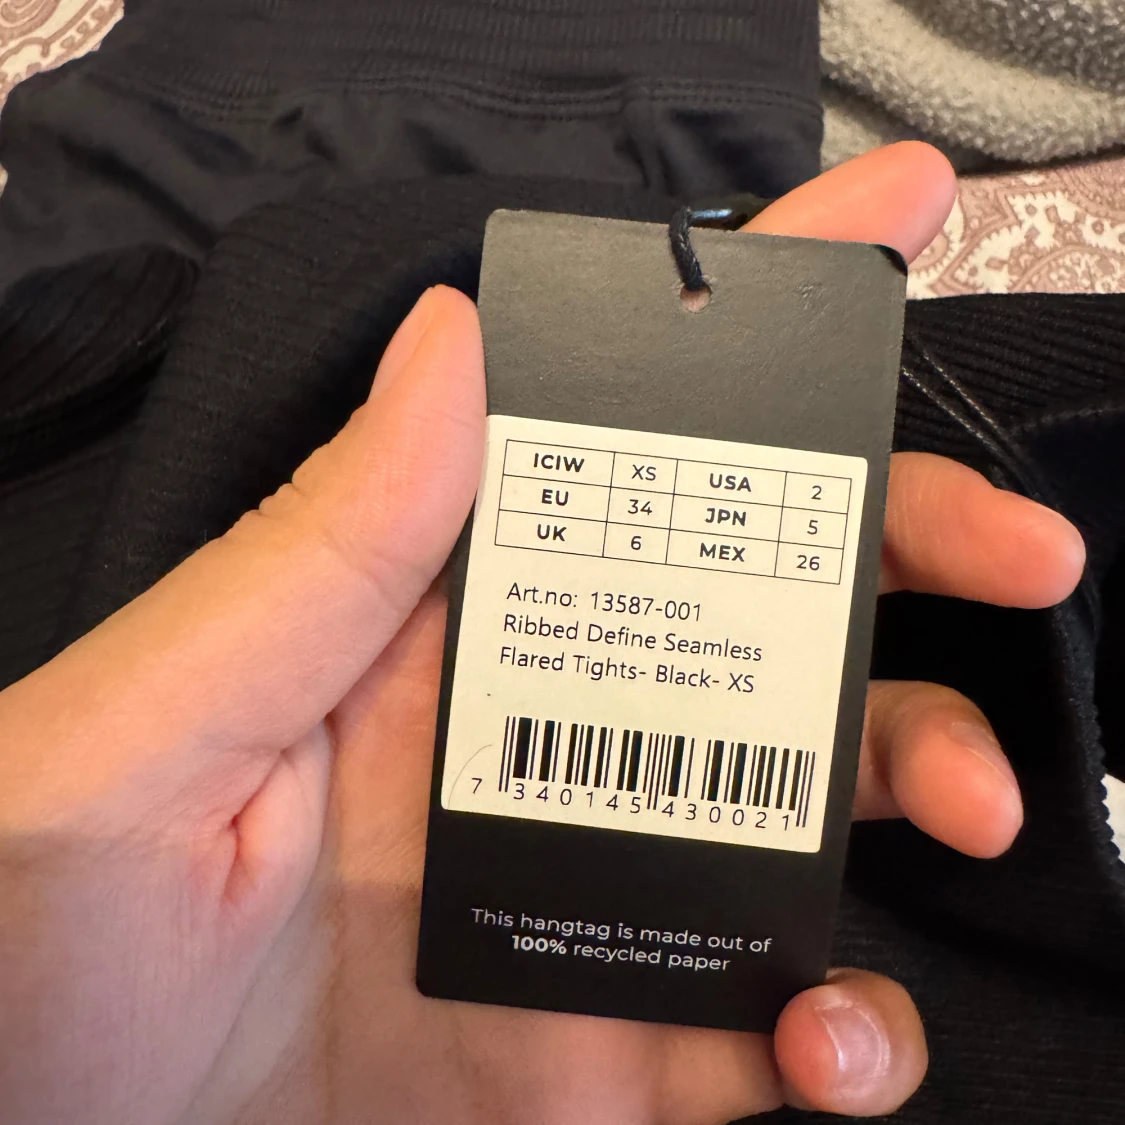 ICIW XS USA 2
EU 34 JPN 5
UK 6 MEX 26
Art.no: 13587-001
Ribbed Define Seamless
Flared Tights- Black- XS
7 340145 430021
This hangtag is made out of
100% recycled paper